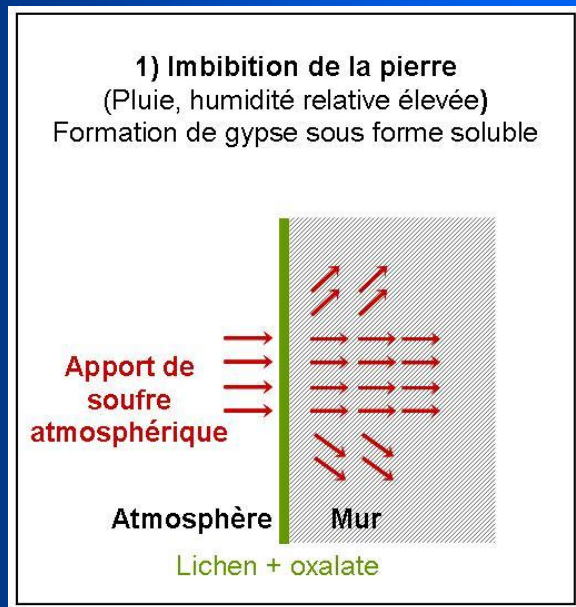 1) Imbibition de la pierre
(Pluie, humidité relative élevée)
Formation de gypse sous forme soluble
Apport de
soufre
atmosphérique
Atmosphère Mur
Lichen + oxalate